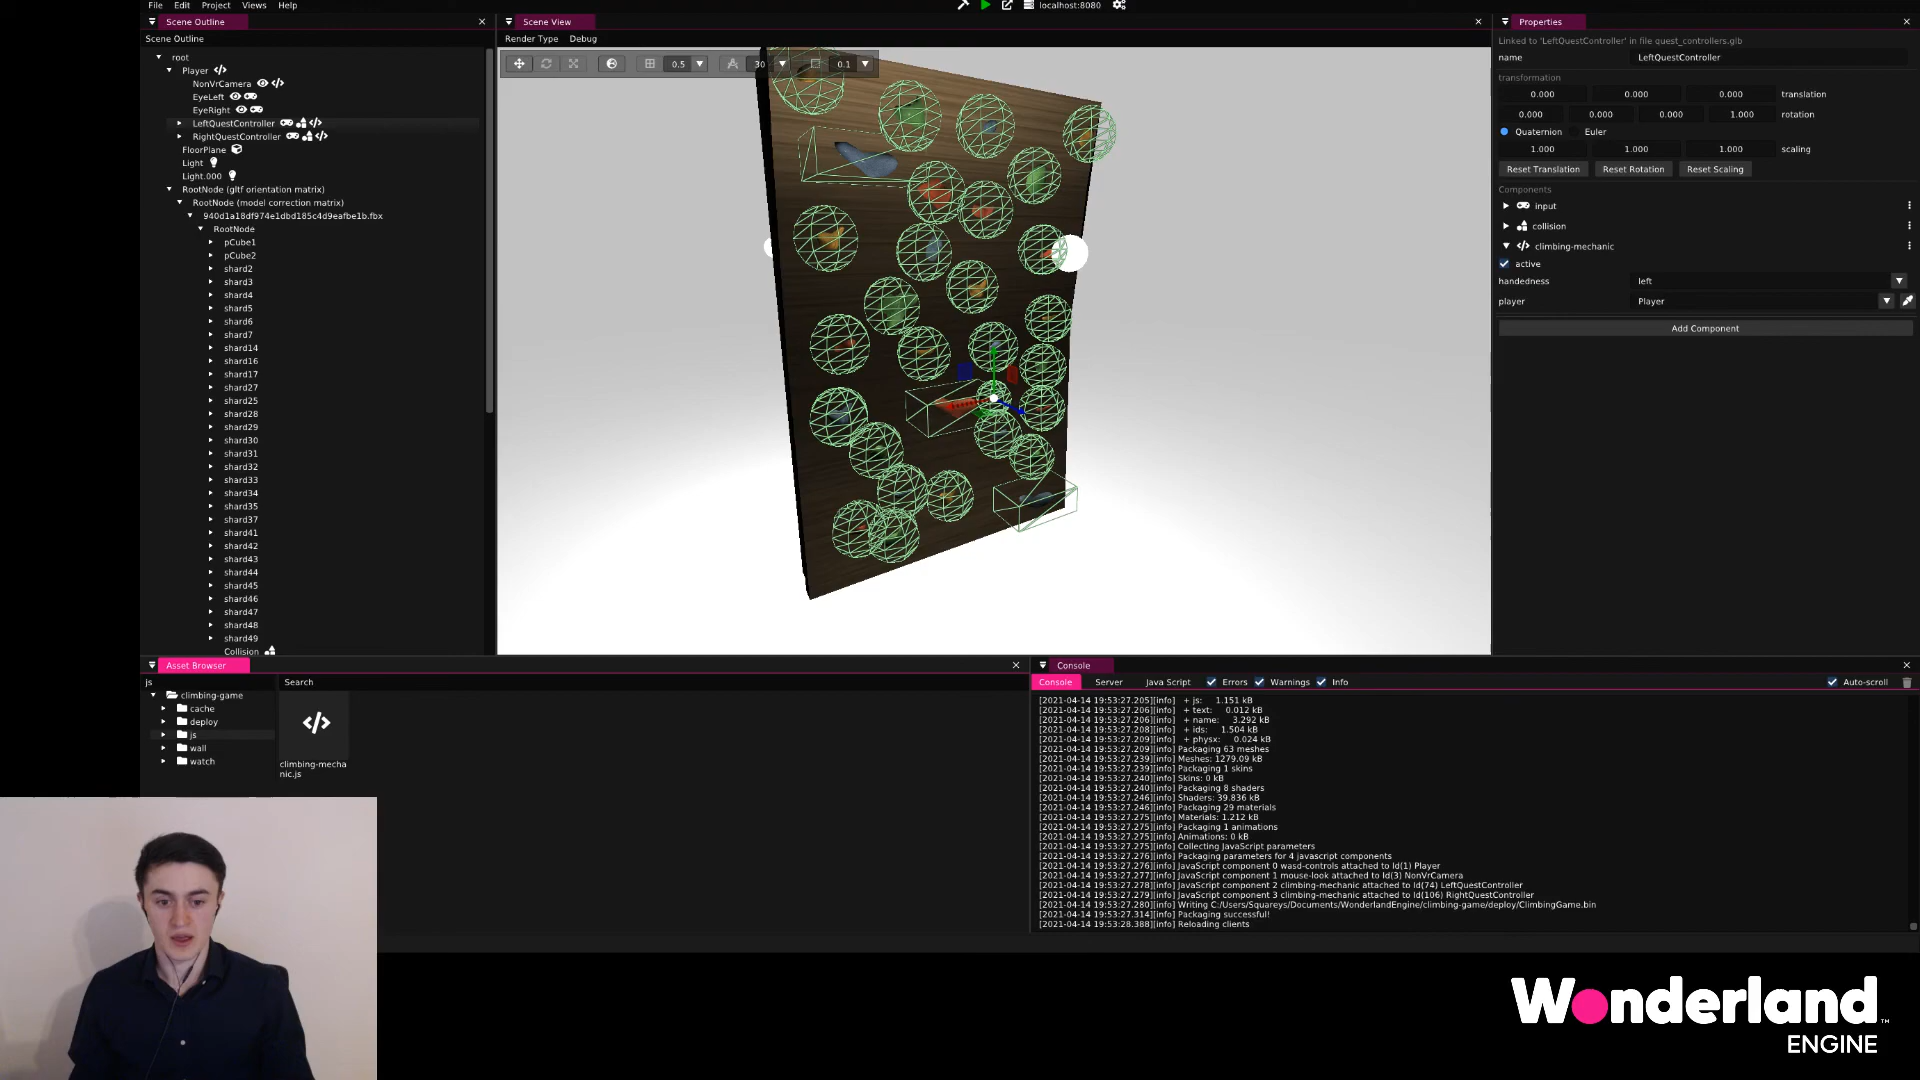 File Edit Project Views Help
localhost:8080
Scene Outline
Scene Outline
root
Player
NonVrCamera
EyeLeft
EyeRight
LeftQuestController
RightQuestController
FloorPlane
Light
Light.000
RootNode (gltf orientation matrix)
RootNode (model correction matrix)
940d1a18df974e1dbd185c4d9eafbe1b.fbx
RootNode
pCube1
pCube2
shard2
shard3
shard4
shard5
shard6
shard7
shard14
shard16
shard17
shard27
shard25
shard28
shard29
shard30
shard31
shard32
shard33
shard34
shard35
shard37
shard41
shard42
shard43
shard44
shard45
shard46
shard47
shard48
shard49
Collision
Scene View
Render Type Debug
0.5 30 0.1
Properties
Linked to 'LeftQuestController' in file quest_controllers.glb
name LeftQuestController
transformation
0.000 0.000 0.000 translation
0.000 0.000 0.000 1.000 rotation
Quaternion Euler
1.000 1.000 1.000 scaling
Reset Translation Reset Rotation Reset Scaling
Components
input
collision
climbing-mechanic
active
handedness left
player Player
Add Component
Asset Browser
js Search
climbing-game
cache
deploy
js
wall
watch
climbing-mecha
nic.js
Console
Console Server Java Script Errors Warnings Info Auto-scroll
[2021-04-14 19:53:27.205][info] + js: 1.151 kB
[2021-04-14 19:53:27.206][info] + text: 0.012 kB
[2021-04-14 19:53:27.206][info] + name: 3.292 kB
[2021-04-14 19:53:27.208][info] + ids: 1.504 kB
[2021-04-14 19:53:27.209][info] + physx: 0.024 kB
[2021-04-14 19:53:27.209][info] Packaging 63 meshes
[2021-04-14 19:53:27.239][info] Meshes: 1279.09 kB
[2021-04-14 19:53:27.239][info] Packaging 1 skins
[2021-04-14 19:53:27.240][info] Skins: 0 kB
[2021-04-14 19:53:27.240][info] Packaging 8 shaders
[2021-04-14 19:53:27.246][info] Shaders: 39.836 kB
[2021-04-14 19:53:27.246][info] Packaging 29 materials
[2021-04-14 19:53:27.275][info] Materials: 1.212 kB
[2021-04-14 19:53:27.275][info] Packaging 1 animations
[2021-04-14 19:53:27.275][info] Animations: 0 kB
[2021-04-14 19:53:27.275][info] Collecting JavaScript parameters
[2021-04-14 19:53:27.276][info] Packaging parameters for 4 javascript components
[2021-04-14 19:53:27.276][info] JavaScript component 0 wasd-controls attached to Id(1) Player
[2021-04-14 19:53:27.277][info] JavaScript component 1 mouse-look attached to Id(3) NonVrCamera
[2021-04-14 19:53:27.278][info] JavaScript component 2 climbing-mechanic attached to Id(74) LeftQuestController
[2021-04-14 19:53:27.279][info] JavaScript component 3 climbing-mechanic attached to Id(106) RightQuestController
[2021-04-14 19:53:27.280][info] Writing C:/Users/Squareys/Documents/WonderlandEngine/climbing-game/deploy/ClimbingGame.bin
[2021-04-14 19:53:27.314][info] Packaging successful!
[2021-04-14 19:53:28.388][info] Reloading clients
Wonderland™
ENGINE